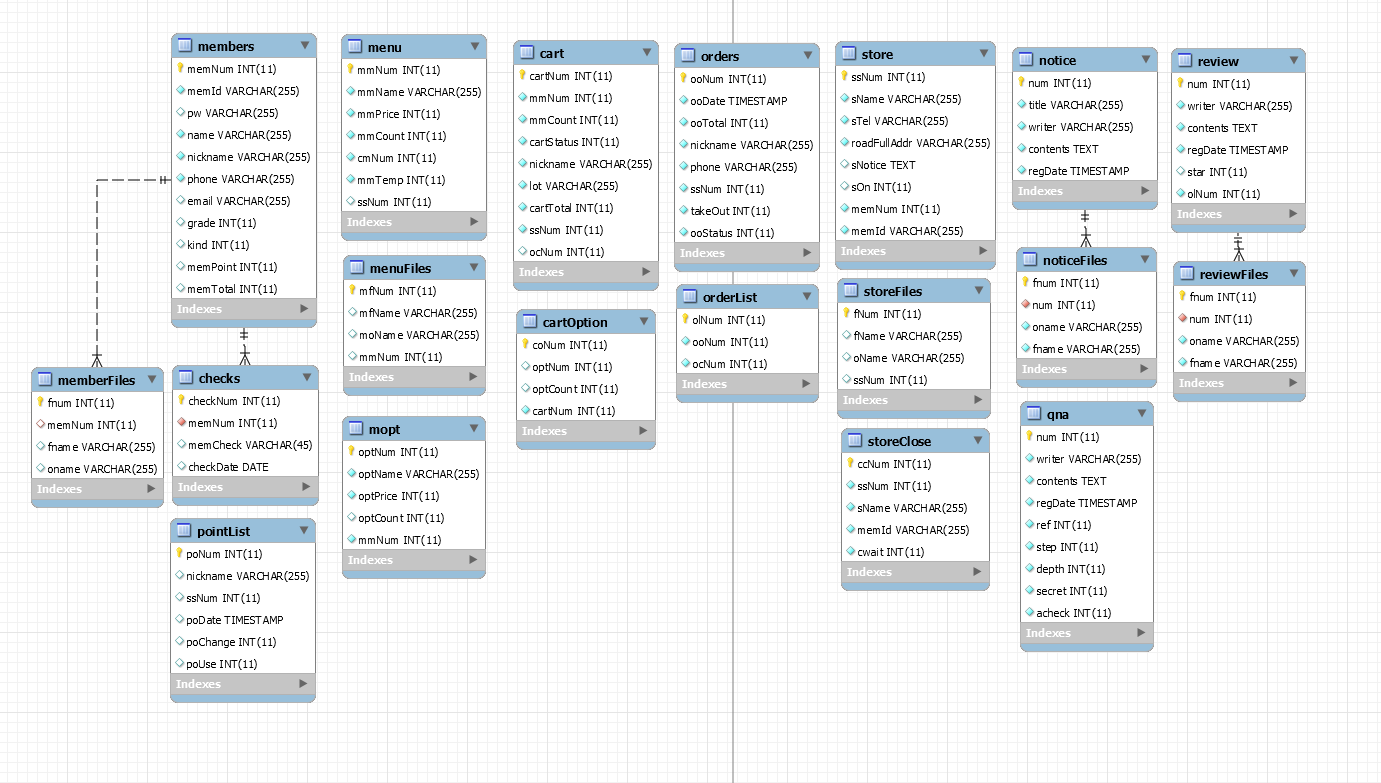 members
memNum INT(11)
memId VARCHAR(255)
pw VARCHAR(255)
name VARCHAR(255)
nickname VARCHAR(255)
phone VARCHAR(255)
email VARCHAR(255)
grade INT(11)
kind INT(11)
memPoint INT(11)
memTotal INT(11)
Indexes
memberFiles
fnum INT(11)
memNum INT(11)
fname VARCHAR(255)
oname VARCHAR(255)
Indexes
checks
checkNum INT(11)
memNum INT(11)
memCheck VARCHAR(45)
checkDate DATE
Indexes
pointList
poNum INT(11)
nickname VARCHAR(255)
ssNum INT(11)
poDate TIMESTAMP
poChange INT(11)
poUse INT(11)
Indexes
menu
mmNum INT(11)
mmName VARCHAR(255)
mmPrice INT(11)
mmCount INT(11)
cmNum INT(11)
mmTemp INT(11)
ssNum INT(11)
Indexes
menuFiles
mfNum INT(11)
mfName VARCHAR(255)
moName VARCHAR(255)
mmNum INT(11)
Indexes
mopt
optNum INT(11)
optName VARCHAR(255)
optPrice INT(11)
optCount INT(11)
mmNum INT(11)
Indexes
cart
cartNum INT(11)
mmNum INT(11)
mmCount INT(11)
cartStatus INT(11)
nickname VARCHAR(255)
lot VARCHAR(255)
cartTotal INT(11)
ssNum INT(11)
ocNum INT(11)
Indexes
cartOption
coNum INT(11)
optNum INT(11)
optCount INT(11)
cartNum INT(11)
Indexes
orders
ooNum INT(11)
ooDate TIMESTAMP
ooTotal INT(11)
nickname VARCHAR(255)
phone VARCHAR(255)
ssNum INT(11)
takeOut INT(11)
ooStatus INT(11)
Indexes
orderList
olNum INT(11)
ooNum INT(11)
ocNum INT(11)
Indexes
store
ssNum INT(11)
sName VARCHAR(255)
sTel VARCHAR(255)
roadFullAddr VARCHAR(255)
sNotice TEXT
sOn INT(11)
memNum INT(11)
memId VARCHAR(255)
Indexes
storeFiles
fNum INT(11)
fName VARCHAR(255)
oName VARCHAR(255)
ssNum INT(11)
Indexes
storeClose
ccNum INT(11)
ssNum INT(11)
sName VARCHAR(255)
memId VARCHAR(255)
cwait INT(11)
Indexes
notice
num INT(11)
title VARCHAR(255)
writer VARCHAR(255)
contents TEXT
regDate TIMESTAMP
Indexes
noticeFiles
fnum INT(11)
num INT(11)
oname VARCHAR(255)
fname VARCHAR(255)
Indexes
qna
num INT(11)
writer VARCHAR(255)
contents TEXT
regDate TIMESTAMP
ref INT(11)
step INT(11)
depth INT(11)
secret INT(11)
acheck INT(11)
Indexes
review
num INT(11)
writer VARCHAR(255)
contents TEXT
regDate TIMESTAMP
star INT(11)
olNum INT(11)
Indexes
reviewFiles
fnum INT(11)
num INT(11)
oname VARCHAR(255)
fname VARCHAR(255)
Indexes